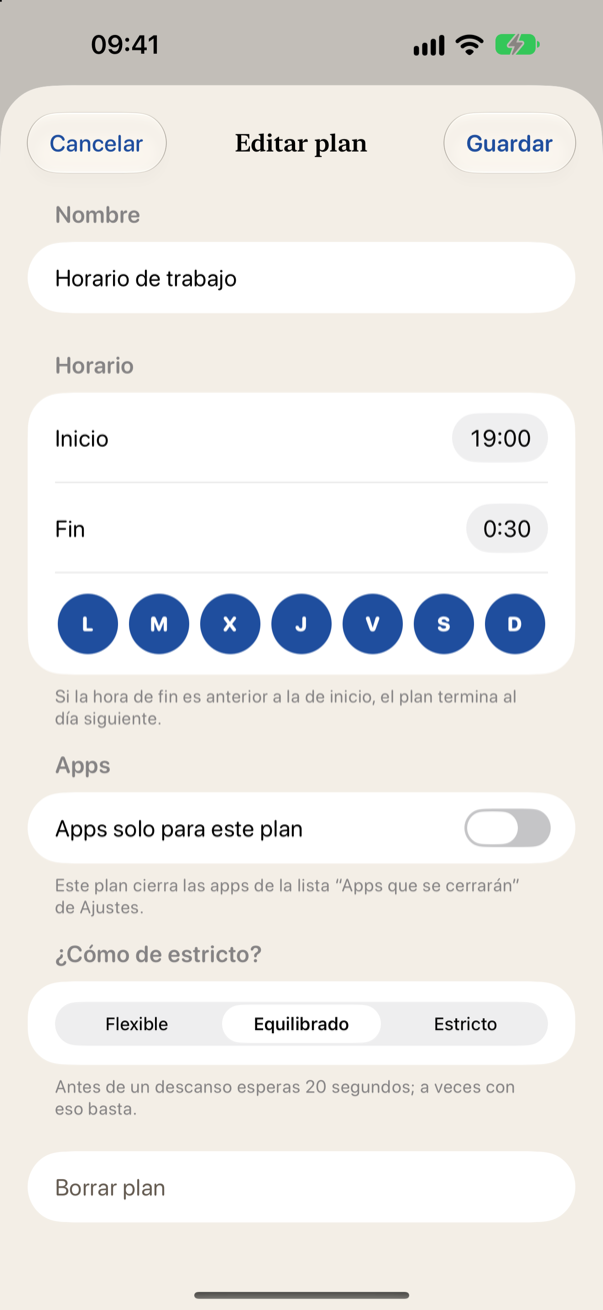 09:41
Cancelar
Editar plan
Guardar
Nombre
Horario de trabajo
Horario
Inicio
19:00
Fin
0:30
L M X J V S D
Si la hora de fin es anterior a la de inicio, el plan termina al
día siguiente.
Apps
Apps solo para este plan
Este plan cierra las apps de la lista “Apps que se cerrarán”
de Ajustes.
¿Cómo de estricto?
Flexible
Equilibrado
Estricto
Antes de un descanso esperas 20 segundos; a veces con
eso basta.
Borrar plan